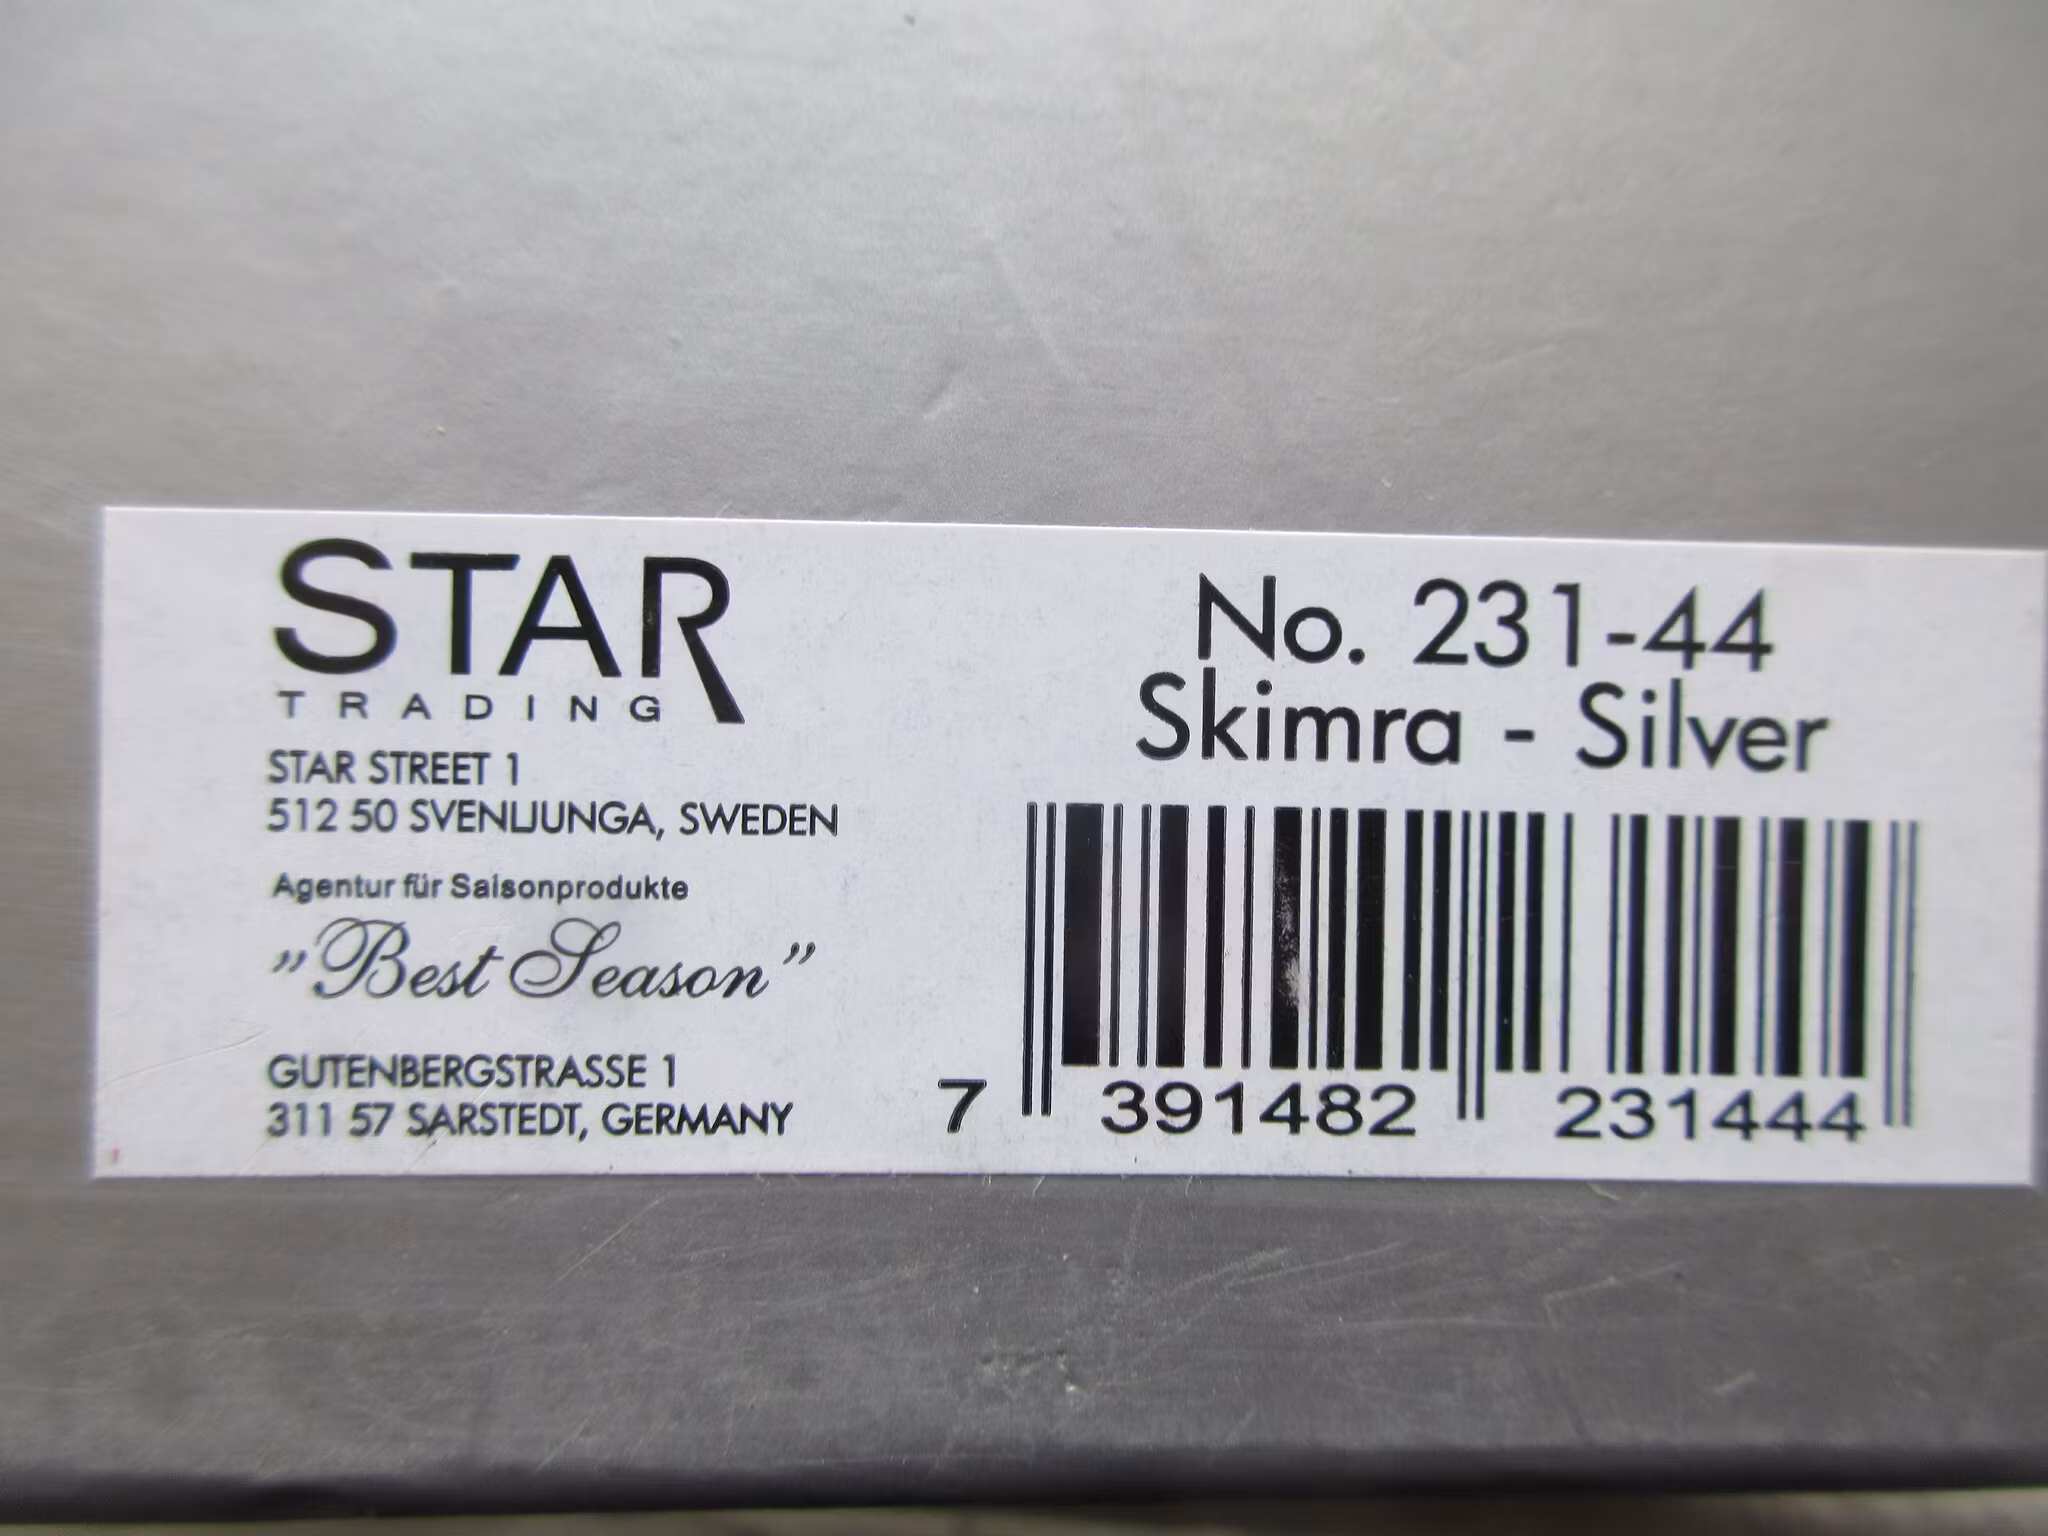 STAR
TRADING
STAR STREET 1
512 50 SVENLJUNGA, SWEDEN
Agentur für Saisonprodukte
„Best Season”
GUTENBERGSTRASSE 1
311 57 SARSTEDT, GERMANY
No. 231-44
Skimra - Silver
7 391482 231444